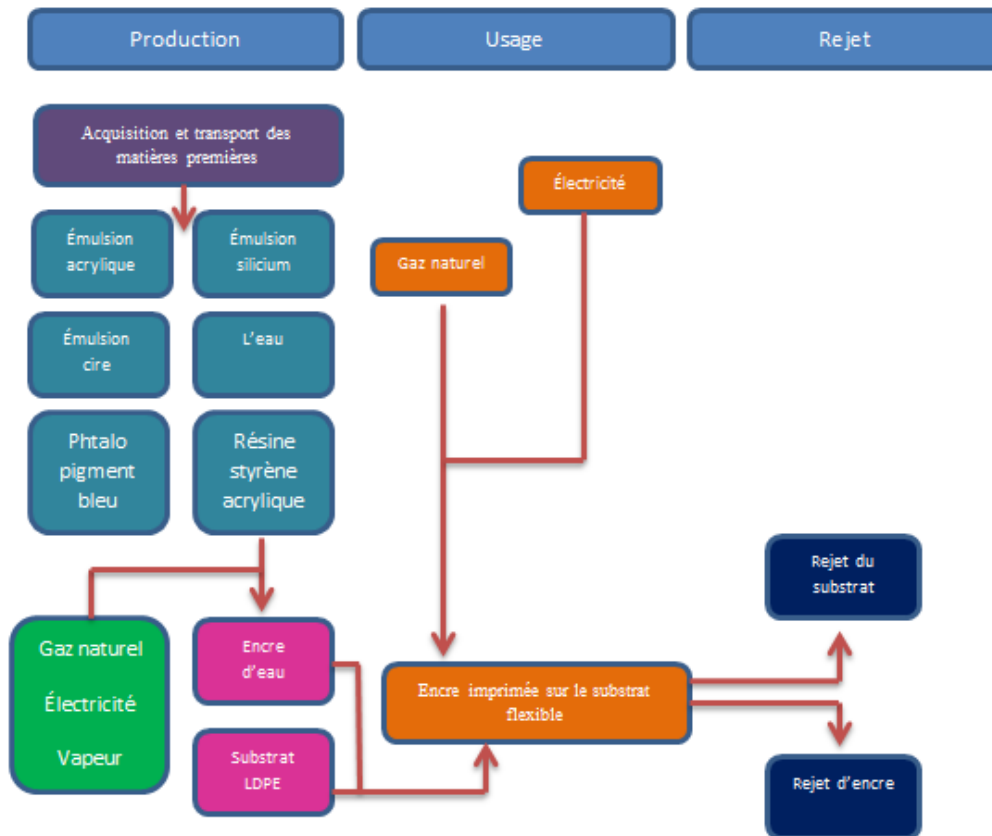 Production
Usage
Rejet
Acquisition et transport des
matières premières
Électricité
Émulsion
acrylique
Émulsion
silicium
Gaz naturel
Émulsion
cire
L'eau
Phtalo
pigment
bleu
Résine
styrène
acrylique
Rejet du
substrat
Gaz naturel
Électricité
Vapeur
Encre
d'eau
Encre imprimée sur le substrat
flexible
Substrat
LDPE
Rejet d'encre